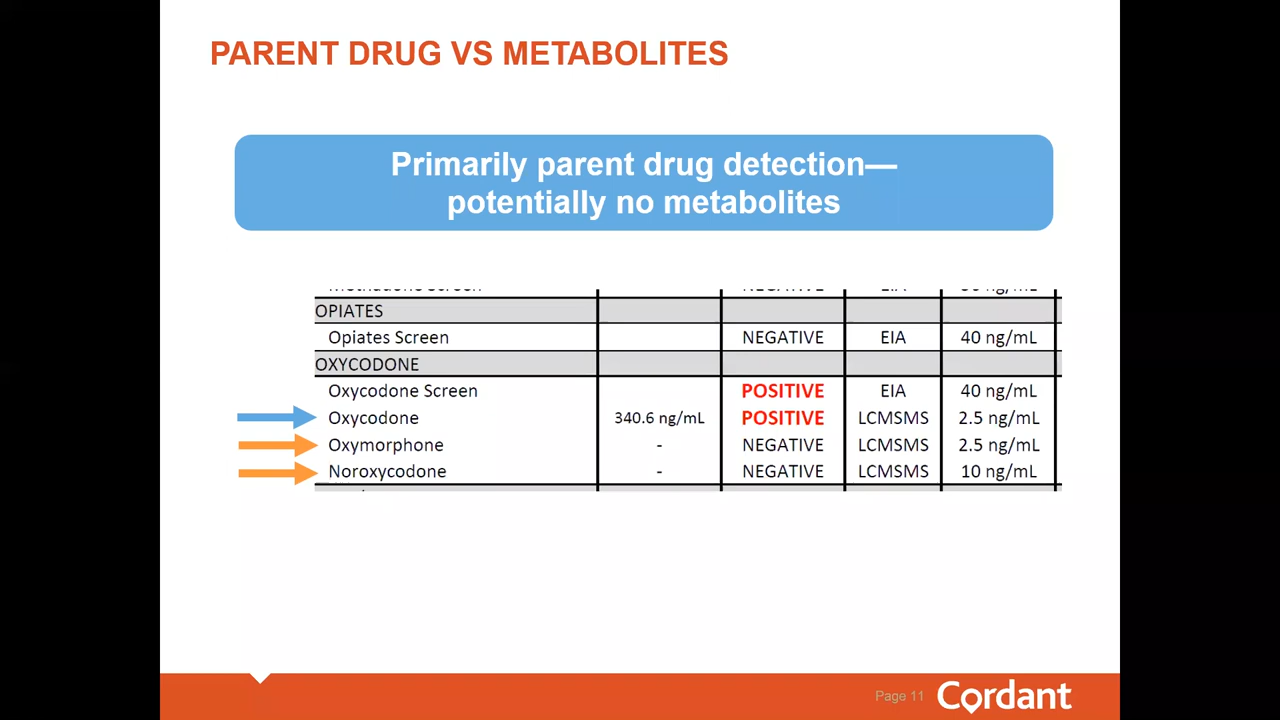 PARENT DRUG VS METABOLITES
Primarily parent drug detection—
potentially no metabolites
OPIATES
Opiates Screen NEGATIVE EIA 40 ng/mL
OXYCODONE
Oxycodone Screen POSITIVE EIA 40 ng/mL
Oxycodone 340.6 ng/mL POSITIVE LCMSMS 2.5 ng/mL
Oxymorphone - NEGATIVE LCMSMS 2.5 ng/mL
Noroxycodone - NEGATIVE LCMSMS 10 ng/mL
Page 11 Cordant